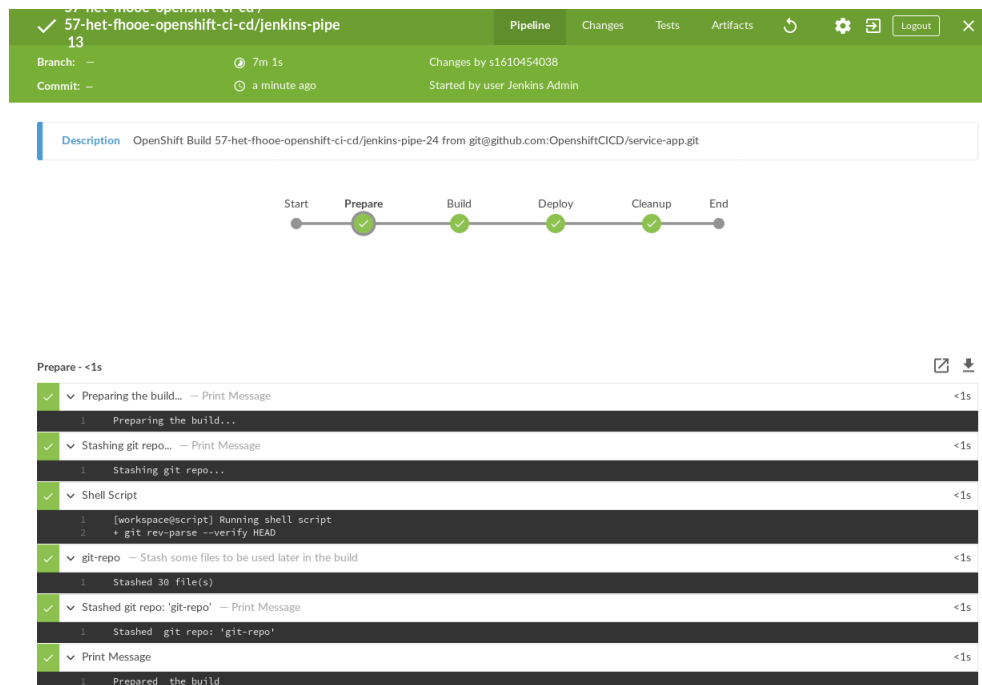 57-het-fhooe-openshift-ci-cd /
57-het-fhooe-openshift-ci-cd/jenkins-pipe
13
Pipeline Changes Tests Artifacts Logout
Branch: — 7m 1s Changes by s1610454038
Commit: — a minute ago Started by user Jenkins Admin
Description OpenShift Build 57-het-fhooe-openshift-ci-cd/jenkins-pipe-24 from git@github.com:OpenshiftCICD/service-app.git
Start Prepare Build Deploy Cleanup End
Prepare - <1s
Preparing the build... — Print Message <1s
1 Preparing the build...
Stashing git repo... — Print Message <1s
1 Stashing git repo...
Shell Script <1s
1 [workspace@script] Running shell script
2 + git rev-parse --verify HEAD
git-repo — Stash some files to be used later in the build <1s
1 Stashed 30 file(s)
Stashed git repo: 'git-repo' — Print Message <1s
1 Stashed  git repo: 'git-repo'
Print Message <1s
1 Prepared  the build